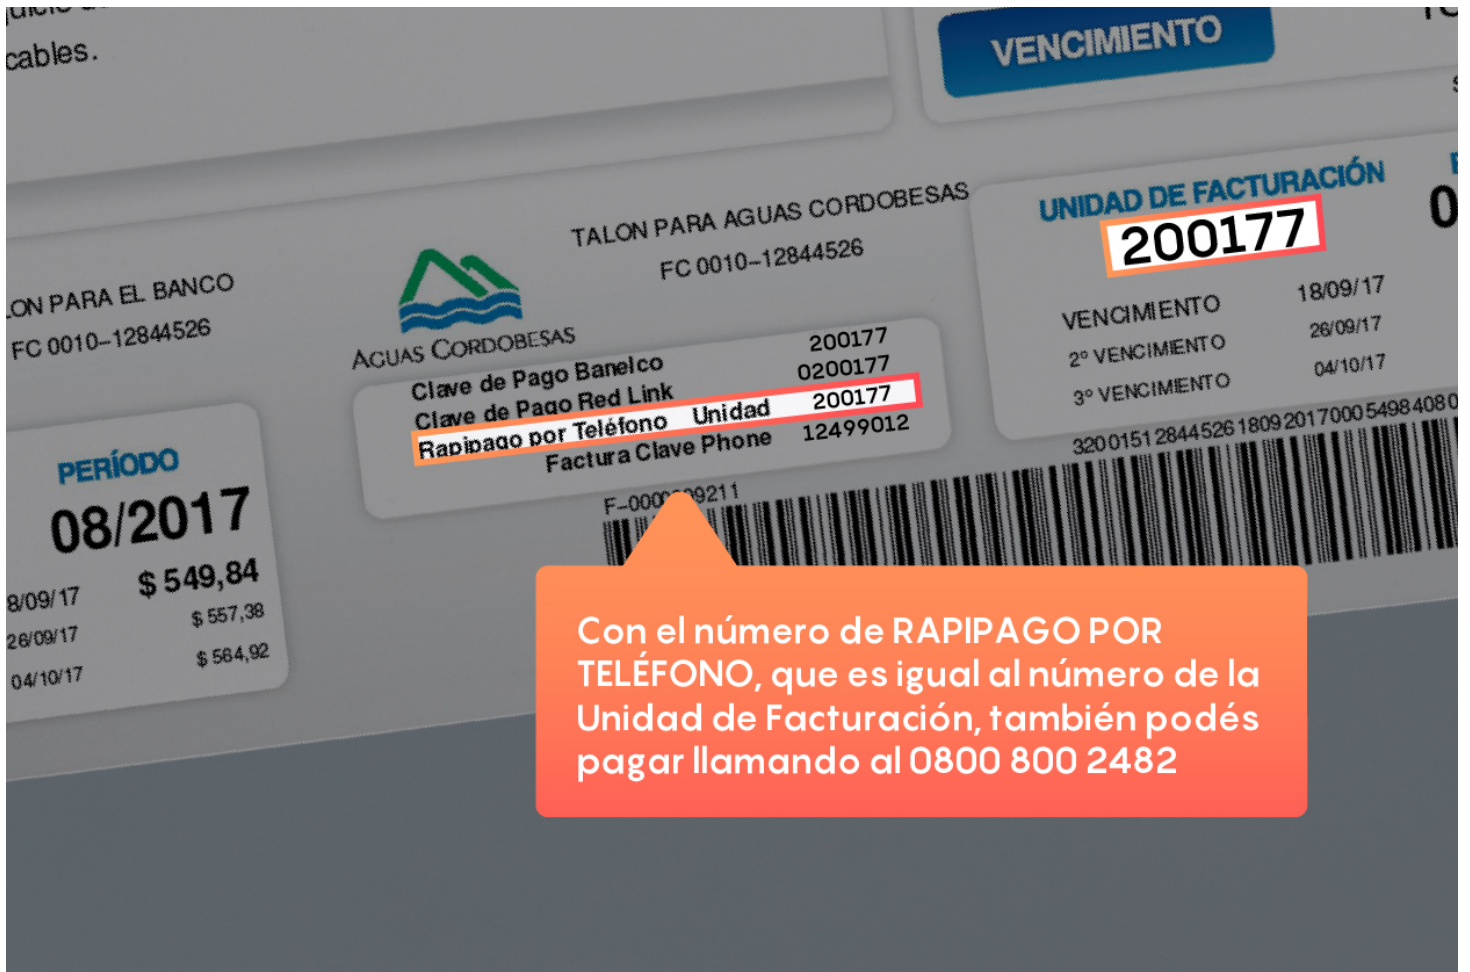 cables.
VENCIMIENTO
TALON PARA EL BANCO
FC 0010-12844526
PERÍODO
08/2017
18/09/17 $ 549,84
26/09/17 $ 557,38
04/10/17 $ 564,92
AGUAS CORDOBESAS
TALON PARA AGUAS CORDOBESAS
FC 0010-12844526
Clave de Pago Banelco 200177
Clave de Pago Red Link 0200177
Rapipago por Teléfono Unidad 200177
Factura Clave Phone 12499012
UNIDAD DE FACTURACIÓN
200177
VENCIMIENTO 18/09/17
2º VENCIMIENTO 26/09/17
3º VENCIMIENTO 04/10/17
Con el número de RAPIPAGO POR
TELÉFONO, que es igual al número de la
Unidad de Facturación, también podés
pagar llamando al 0800 800 2482